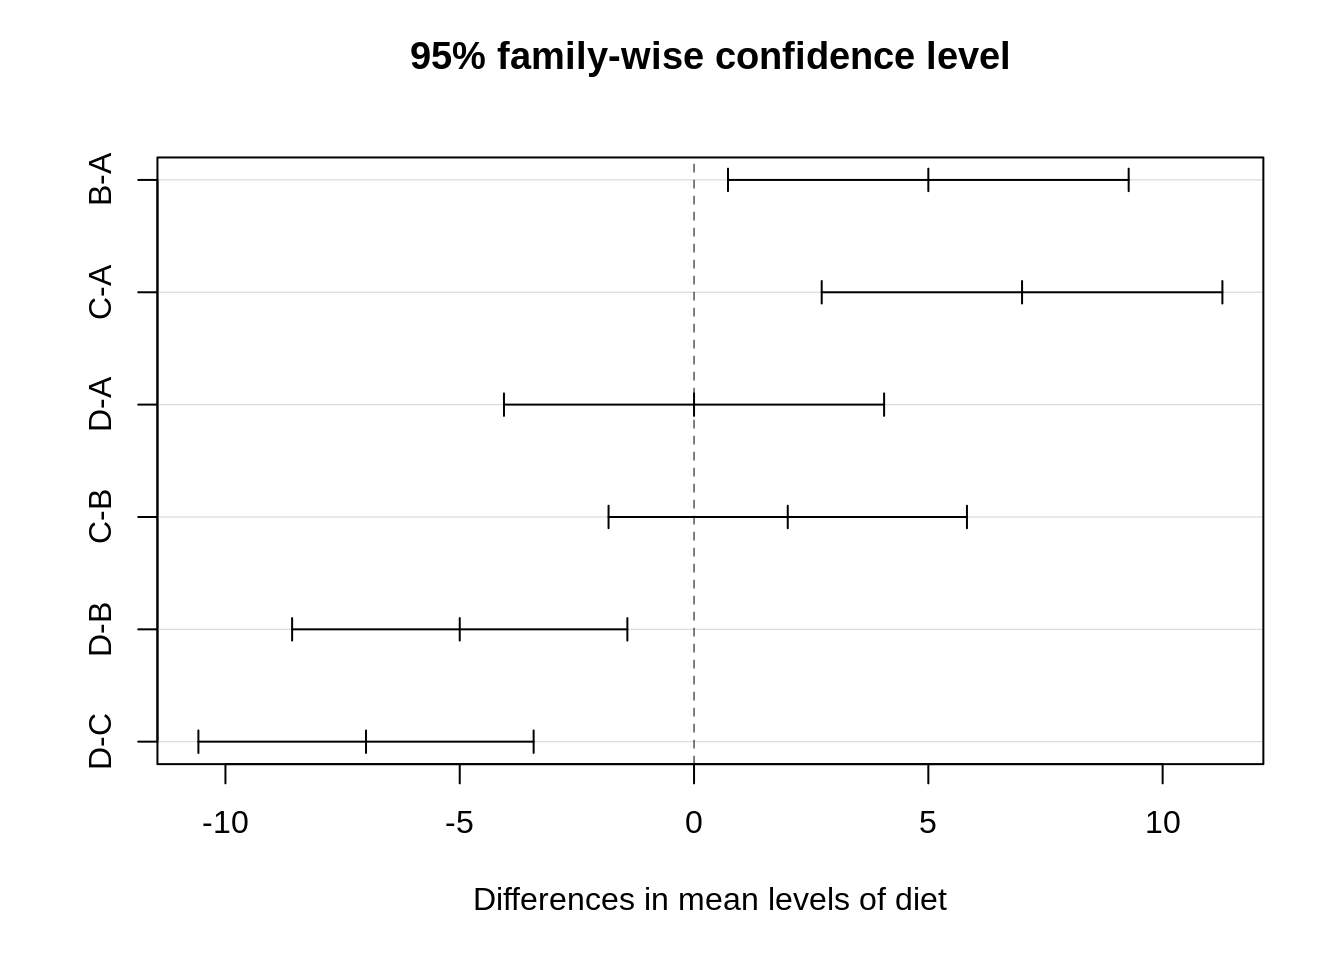 95% family-wise confidence level
B-A
C-A
D-A
C-B
D-B
D-C
-10 -5 0 5 10
Differences in mean levels of diet